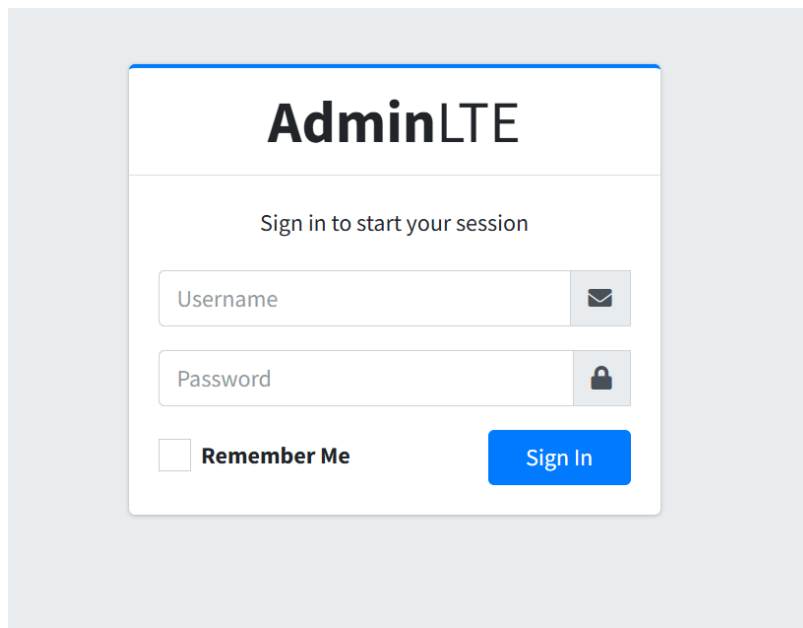 AdminLTE
Sign in to start your session
Username
Password
Remember Me
Sign In